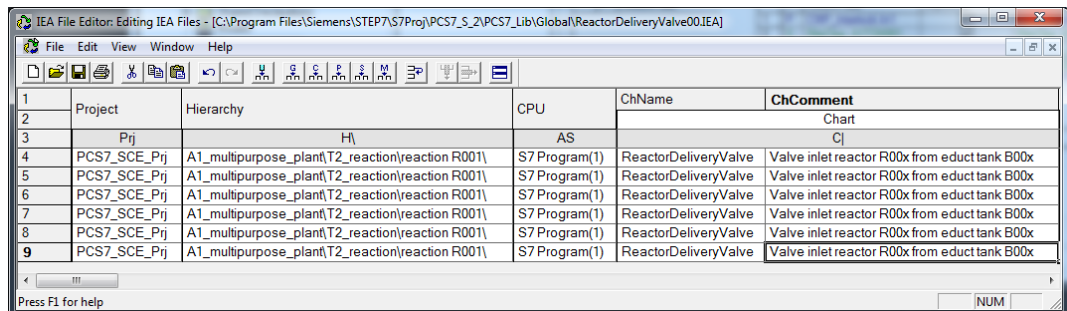 IEA File Editor: Editing IEA Files - [C:\Program Files\Siemens\STEP7\S7Proj\PCS7_S_2\PCS7_Lib\Global\ReactorDeliveryValve00.IEA]
File Edit View Window Help
U G C P S M
1 Project Hierarchy CPU ChName ChComment
2 Chart
3 Prj H\ AS C|
4 PCS7_SCE_Prj A1_multipurpose_plant\T2_reaction\reaction R001\ S7 Program(1) ReactorDeliveryValve Valve inlet reactor R00x from educt tank B00x
5 PCS7_SCE_Prj A1_multipurpose_plant\T2_reaction\reaction R001\ S7 Program(1) ReactorDeliveryValve Valve inlet reactor R00x from educt tank B00x
6 PCS7_SCE_Prj A1_multipurpose_plant\T2_reaction\reaction R001\ S7 Program(1) ReactorDeliveryValve Valve inlet reactor R00x from educt tank B00x
7 PCS7_SCE_Prj A1_multipurpose_plant\T2_reaction\reaction R001\ S7 Program(1) ReactorDeliveryValve Valve inlet reactor R00x from educt tank B00x
8 PCS7_SCE_Prj A1_multipurpose_plant\T2_reaction\reaction R001\ S7 Program(1) ReactorDeliveryValve Valve inlet reactor R00x from educt tank B00x
9 PCS7_SCE_Prj A1_multipurpose_plant\T2_reaction\reaction R001\ S7 Program(1) ReactorDeliveryValve Valve inlet reactor R00x from educt tank B00x
Press F1 for help NUM